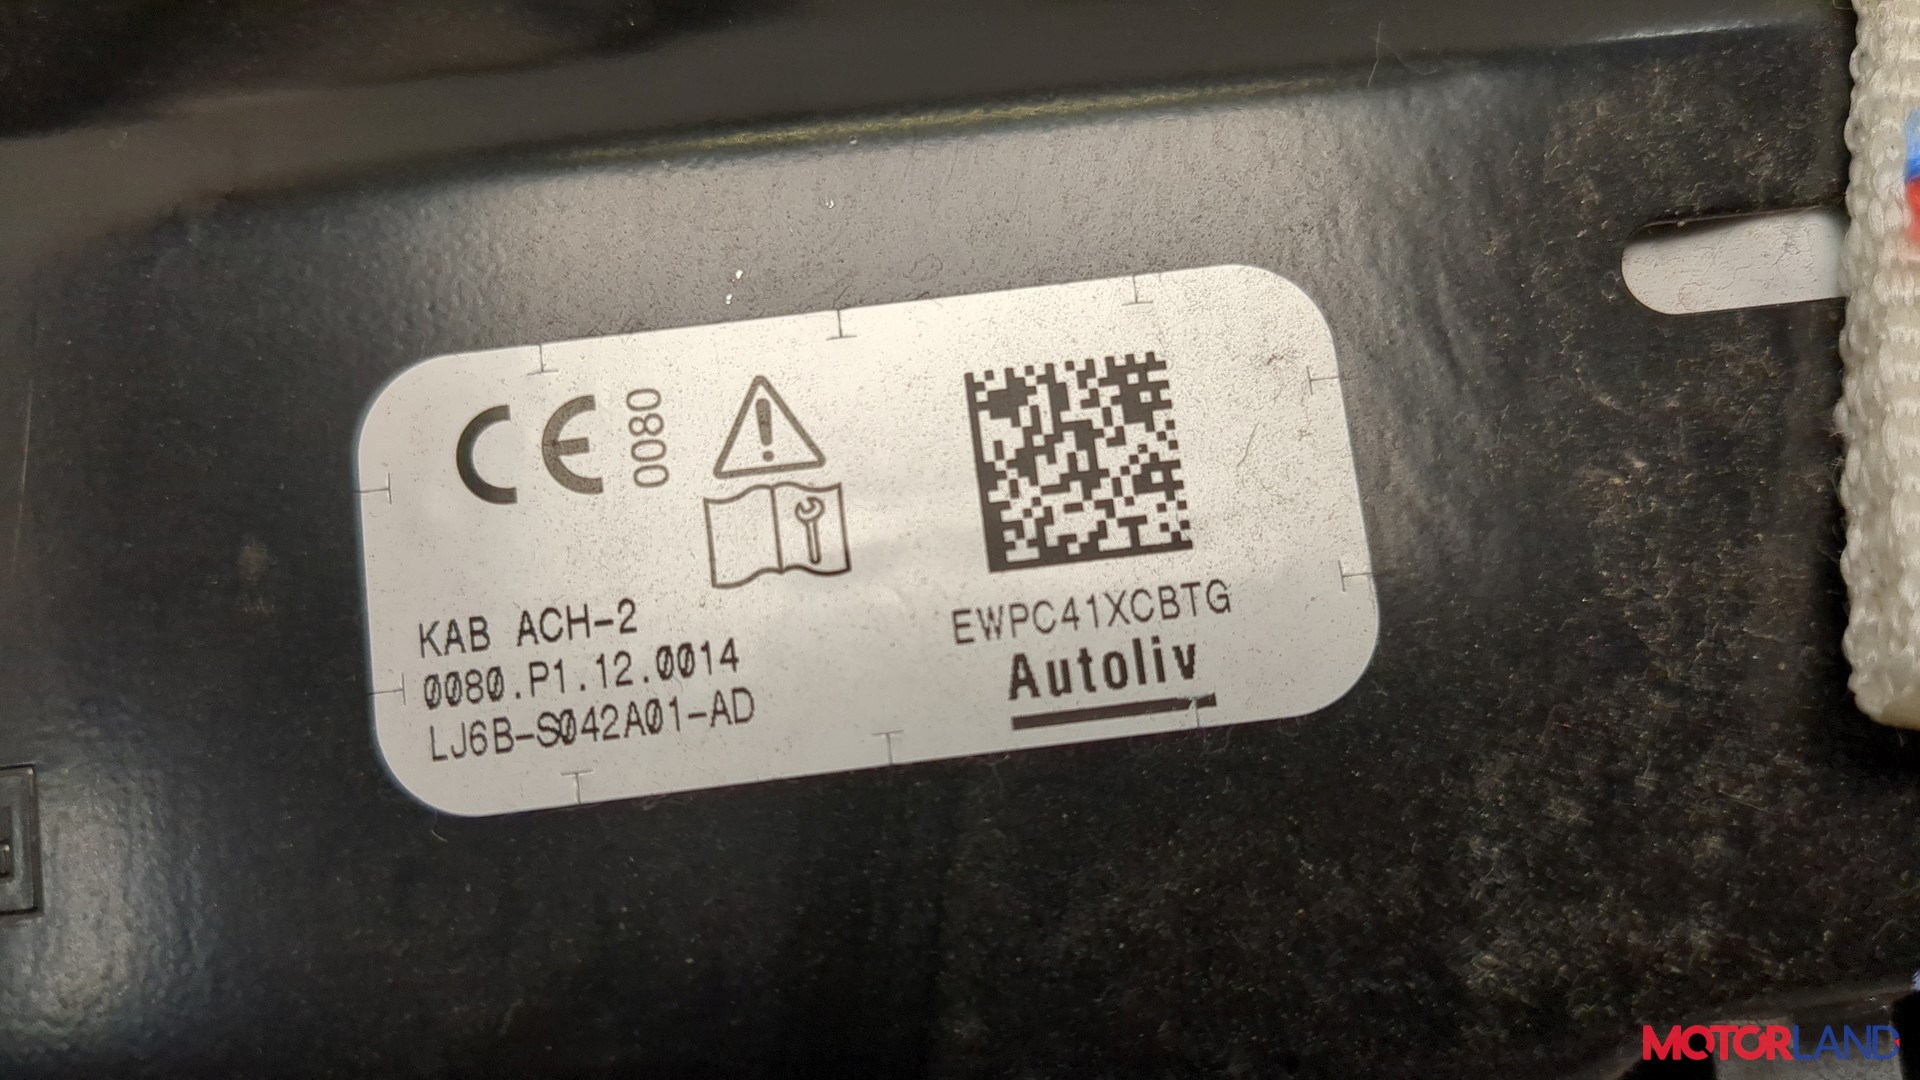 CE 0080
KAB ACH-2
0080.P1.12.0014
LJ6B-S042A01-AD
EWPC41XCBTG
Autoliv
MOTORLAND